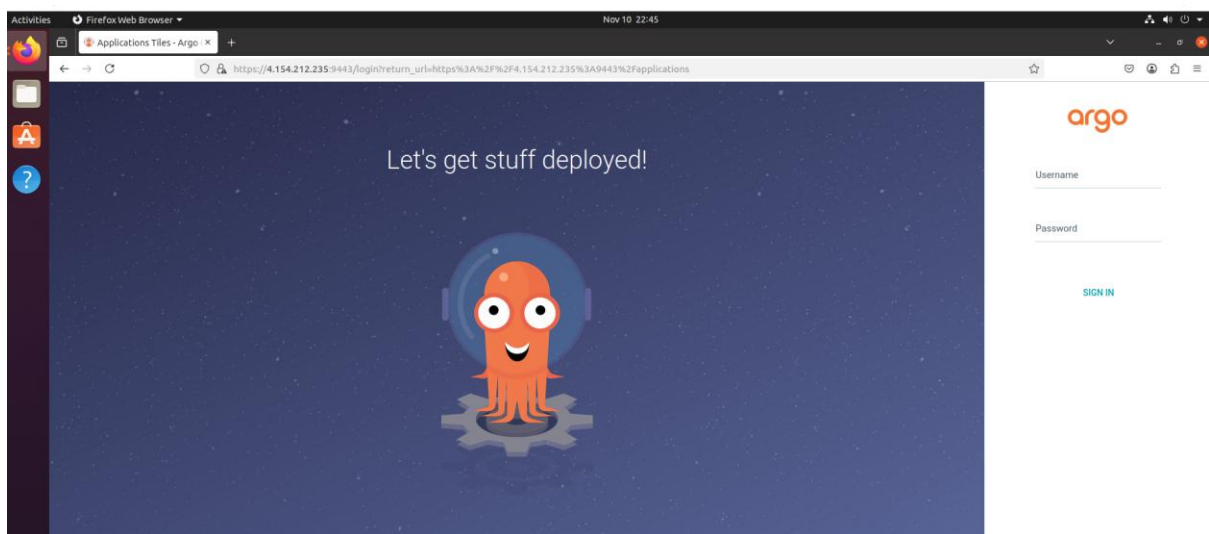 Activities Firefox Web Browser Nov 10 22:45
Applications Tiles - Argo
https://4.154.212.235:9443/login?return_url=https%3A%2F%2F4.154.212.235%3A9443%2Fapplications
argo
Let's get stuff deployed!
Username
Password
SIGN IN